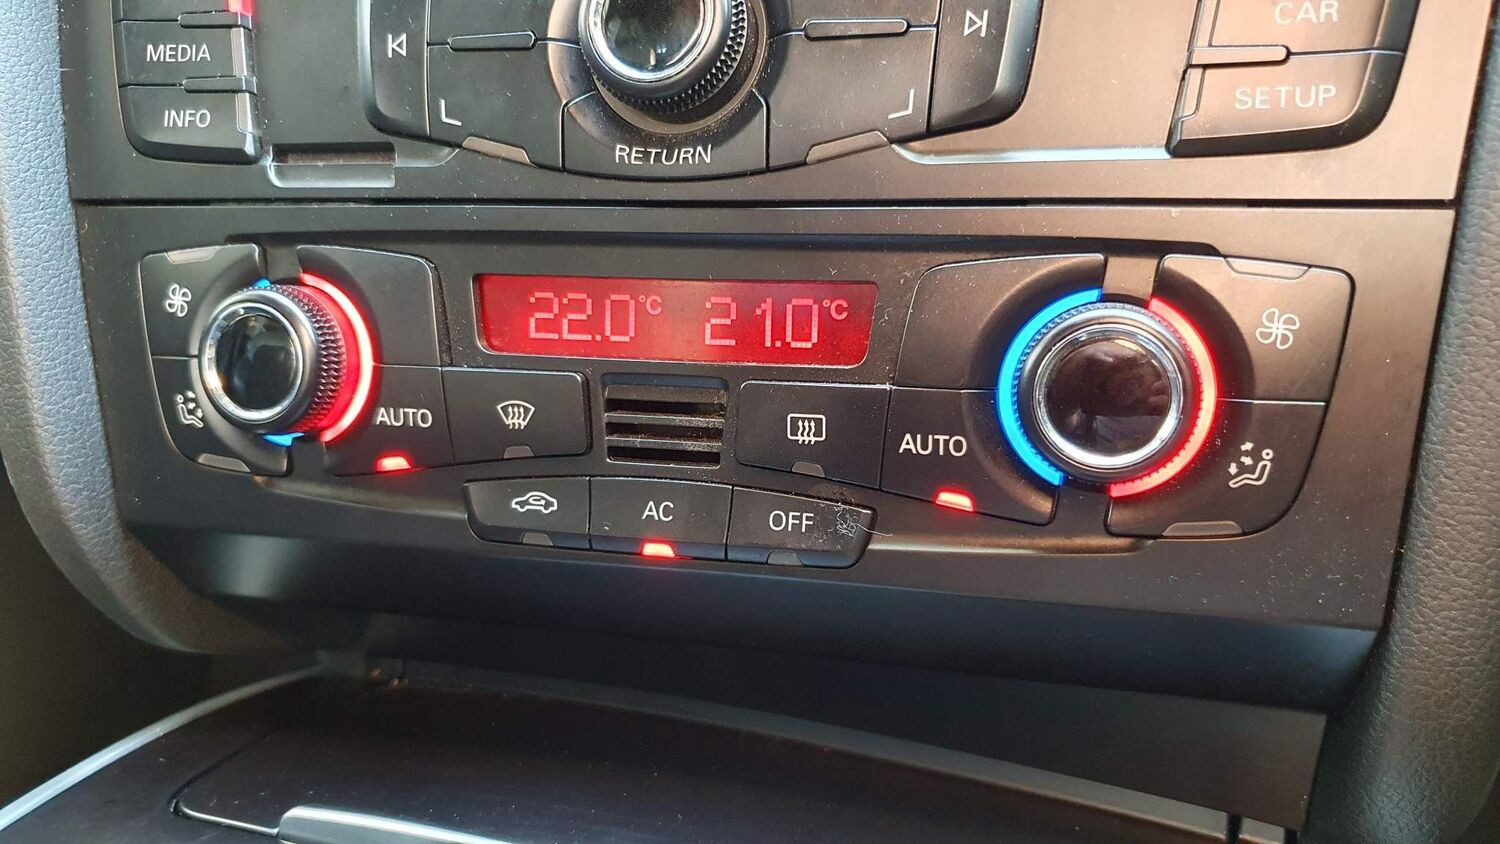 MEDIA
INFO
RETURN
CAR
SETUP
22.0°C 21.0°C
AUTO
AUTO
AC
OFF